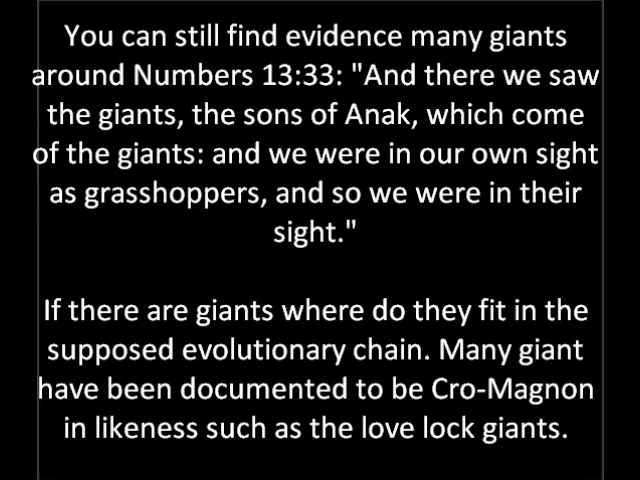 You can still find evidence many giants
around Numbers 13:33: "And there we saw
the giants, the sons of Anak, which come
of the giants: and we were in our own sight
as grasshoppers, and so we were in their
sight."
If there are giants where do they fit in the
supposed evolutionary chain. Many giant
have been documented to be Cro-Magnon
in likeness such as the love lock giants.